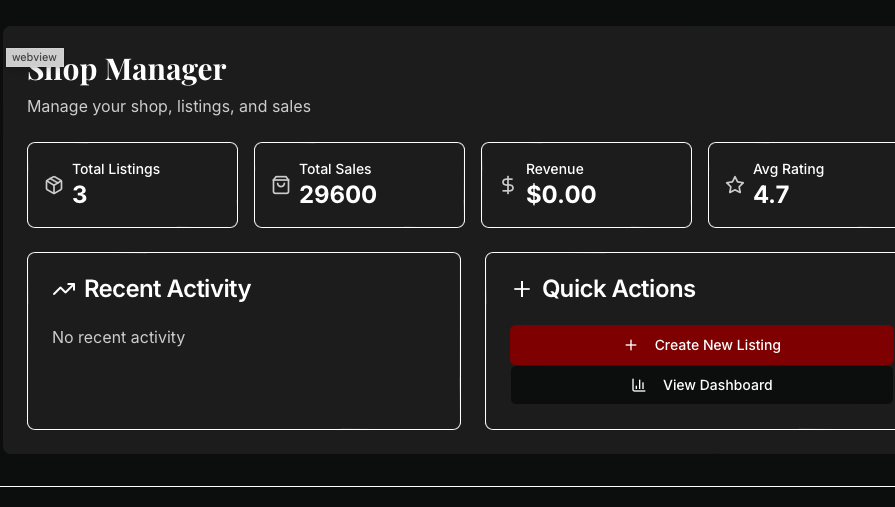 webview
Shop Manager
Manage your shop, listings, and sales
Total Listings
3
Total Sales
29600
Revenue
$0.00
Avg Rating
4.7
Recent Activity
No recent activity
Quick Actions
Create New Listing
View Dashboard